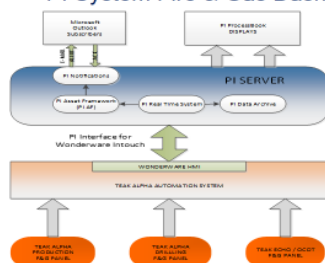 PI System Fire & Gas Dash
Microsoft
Outlook
Subscribers
PI ProcessBook
DISPLAYS
PI Notifications
PI SERVER
PI Asset Framework
(PI AF)
PI Real Time System
PI Data Archive
PI Interface for
Wonderware Intouch
WONDERWARE HMI
TEAK ALPHA AUTOMATION SYSTEM
TEAK ALPHA
PRODUCTION
F&G PANEL
TEAK ALPHA
DRILLING
F&G PANEL
F&G PANEL